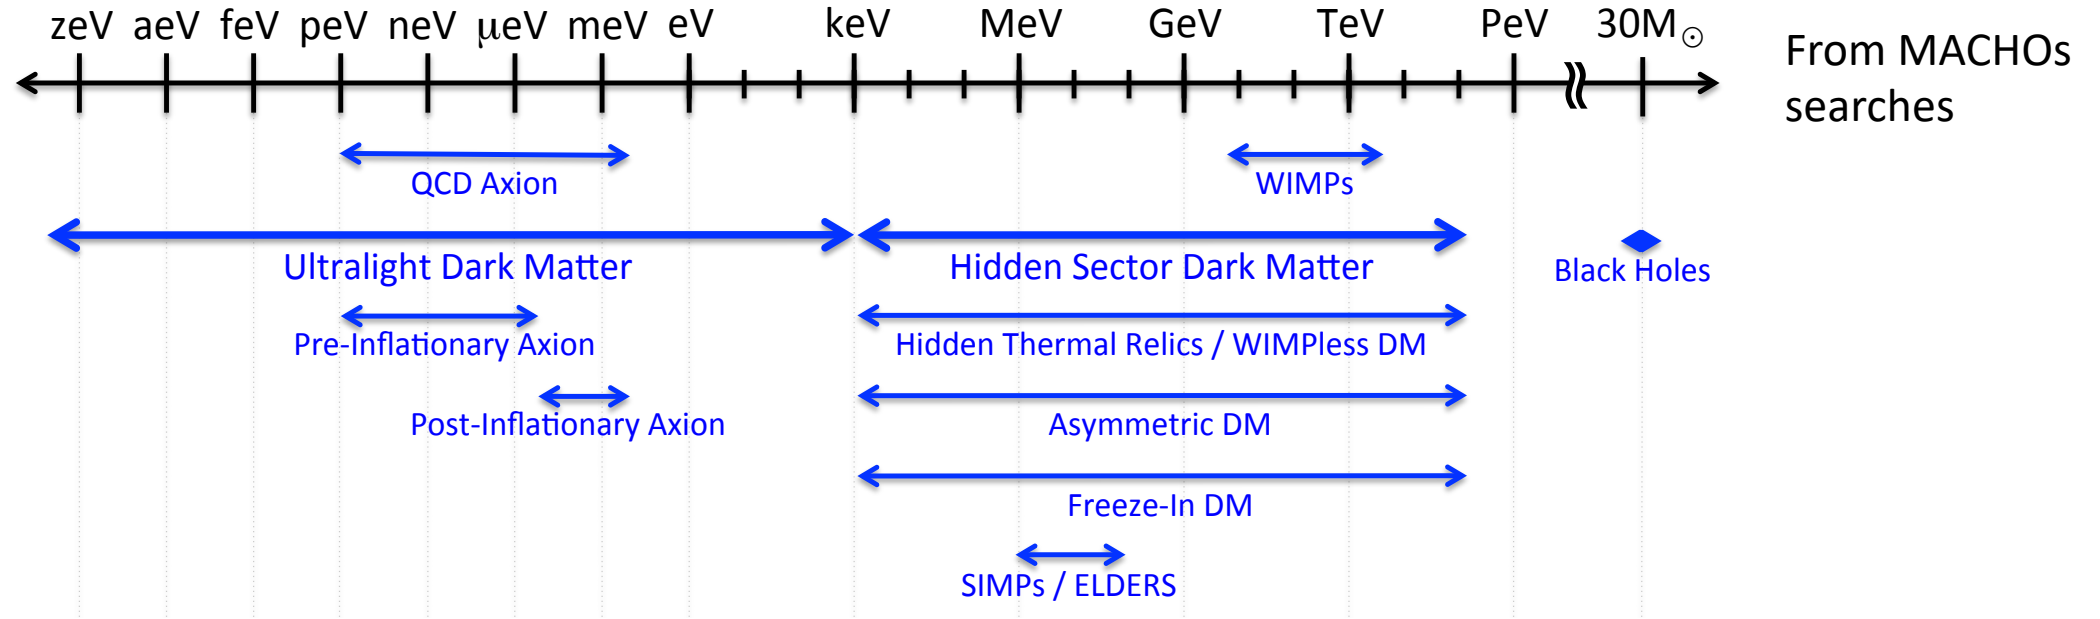 zeV aeV feV peV neV μeV meV eV keV MeV GeV TeV PeV 30M☉
From MACHOs
searches
QCD Axion
WIMPs
Ultralight Dark Matter
Hidden Sector Dark Matter
Black Holes
Pre-Inflationary Axion
Hidden Thermal Relics / WIMPless DM
Post-Inflationary Axion
Asymmetric DM
Freeze-In DM
SIMPs / ELDERS